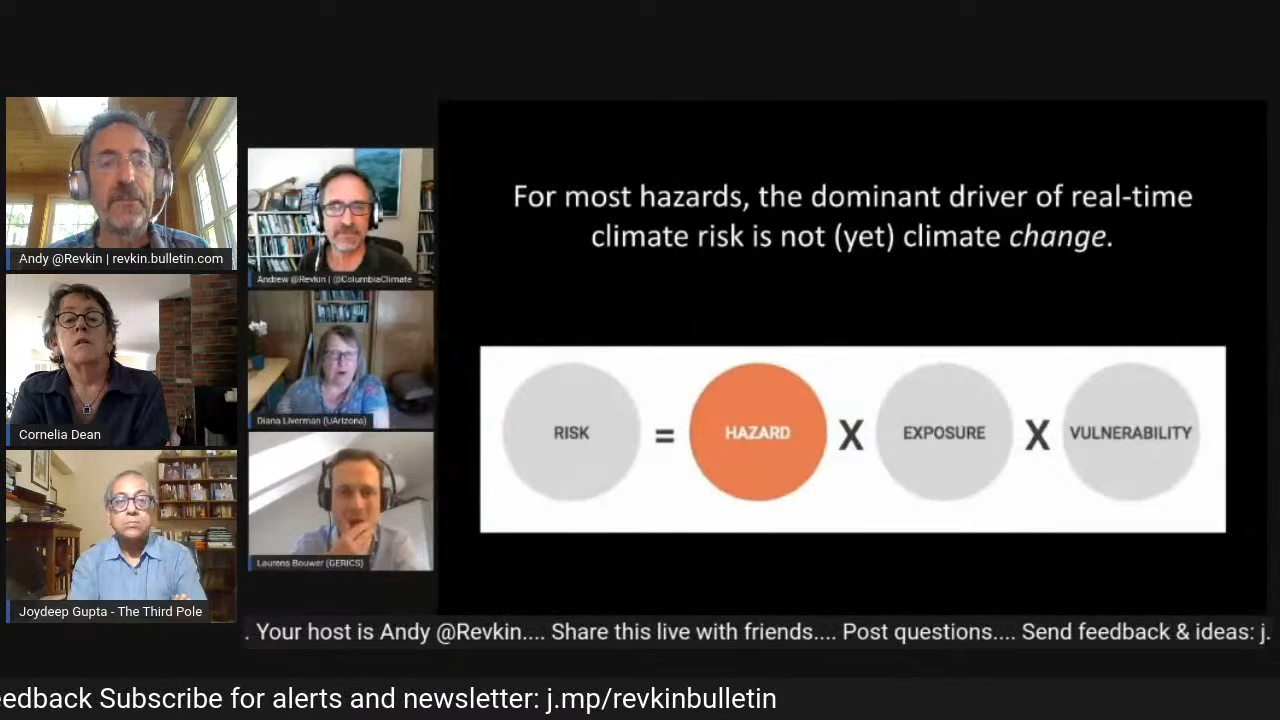 Andy @Revkin | revkin.bulletin.com
Cornelia Dean
Joydeep Gupta - The Third Pole
Andrew @Revkin | @ColumbiaClimate
Diana Liverman (UArizona)
Laurens Bouwer (GERICS)
For most hazards, the dominant driver of real-time
climate risk is not (yet) climate change.
RISK = HAZARD X EXPOSURE X VULNERABILITY
. Your host is Andy @Revkin.... Share this live with friends.... Post questions.... Send feedback & ideas: j.
eedback Subscribe for alerts and newsletter: j.mp/revkinbulletin